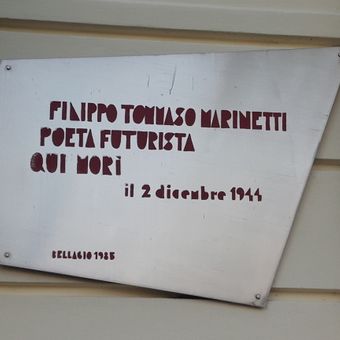 FILIPPO TOMMASO MARINETTI
POETA FUTURISTA
QUI MORÌ
il 2 dicembre 1944
BELLAGIO 1985